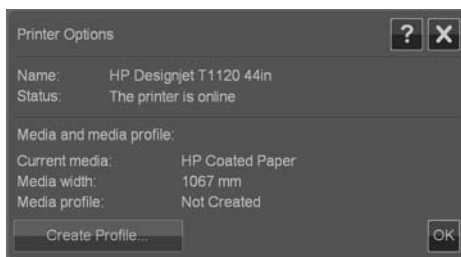 Printer Options
?
X
Name: HP Designjet T1120 44in
Status: The printer is online
Media and media profile:
Current media: HP Coated Paper
Media width: 1067 mm
Media profile: Not Created
Create Profile...
OK